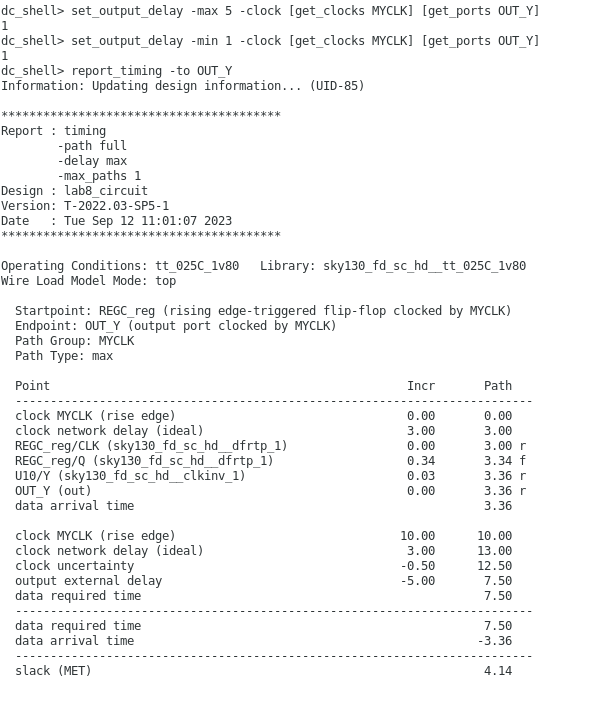 dc_shell> set_output_delay -max 5 -clock [get_clocks MYCLK] [get_ports OUT_Y]
1
dc_shell> set_output_delay -min 1 -clock [get_clocks MYCLK] [get_ports OUT_Y]
1
dc_shell> report_timing -to OUT_Y
Information: Updating design information... (UID-85)

****************************************
Report : timing
        -path full
        -delay max
        -max_paths 1
Design : lab8_circuit
Version: T-2022.03-SP5-1
Date   : Tue Sep 12 11:01:07 2023
****************************************

Operating Conditions: tt_025C_1v80   Library: sky130_fd_sc_hd__tt_025C_1v80
Wire Load Model Mode: top

  Startpoint: REGC_reg (rising edge-triggered flip-flop clocked by MYCLK)
  Endpoint: OUT_Y (output port clocked by MYCLK)
  Path Group: MYCLK
  Path Type: max

  Point                                                   Incr       Path
  --------------------------------------------------------------------------
  clock MYCLK (rise edge)                                 0.00       0.00
  clock network delay (ideal)                             3.00       3.00
  REGC_reg/CLK (sky130_fd_sc_hd__dfrtp_1)                 0.00       3.00 r
  REGC_reg/Q (sky130_fd_sc_hd__dfrtp_1)                   0.34       3.34 f
  U10/Y (sky130_fd_sc_hd__clkinv_1)                       0.03       3.36 r
  OUT_Y (out)                                             0.00       3.36 r
  data arrival time                                                  3.36

  clock MYCLK (rise edge)                                10.00      10.00
  clock network delay (ideal)                             3.00      13.00
  clock uncertainty                                      -0.50      12.50
  output external delay                                  -5.00       7.50
  data required time                                                 7.50
  --------------------------------------------------------------------------
  data required time                                                 7.50
  data arrival time                                                 -3.36
  --------------------------------------------------------------------------
  slack (MET)                                                        4.14